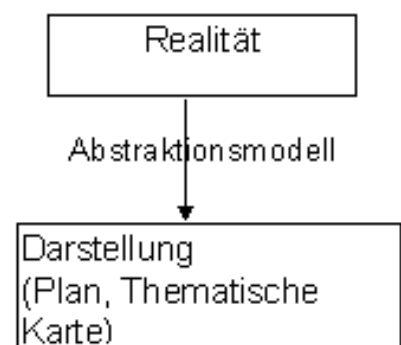 Realität
Abstraktionsmodell
Darstellung
(Plan, Thematische
Karte)